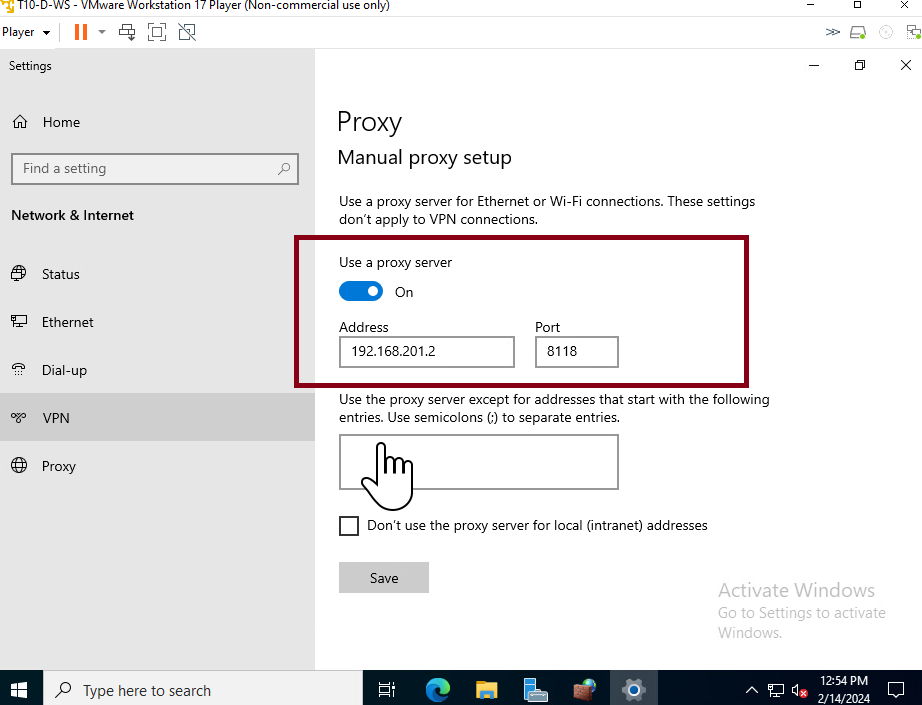 T10-D-WS - VMware Workstation 17 Player (Non-commercial use only)
Player
Settings
Home
Find a setting
Network & Internet
Status
Ethernet
Dial-up
VPN
Proxy
Proxy
Manual proxy setup
Use a proxy server for Ethernet or Wi-Fi connections. These settings
don't apply to VPN connections.
Use a proxy server
On
Address Port
192.168.201.2 8118
Use the proxy server except for addresses that start with the following
entries. Use semicolons (;) to separate entries.
Don't use the proxy server for local (intranet) addresses
Save
Activate Windows
Go to Settings to activate
Windows.
Type here to search
12:54 PM
2/14/2024